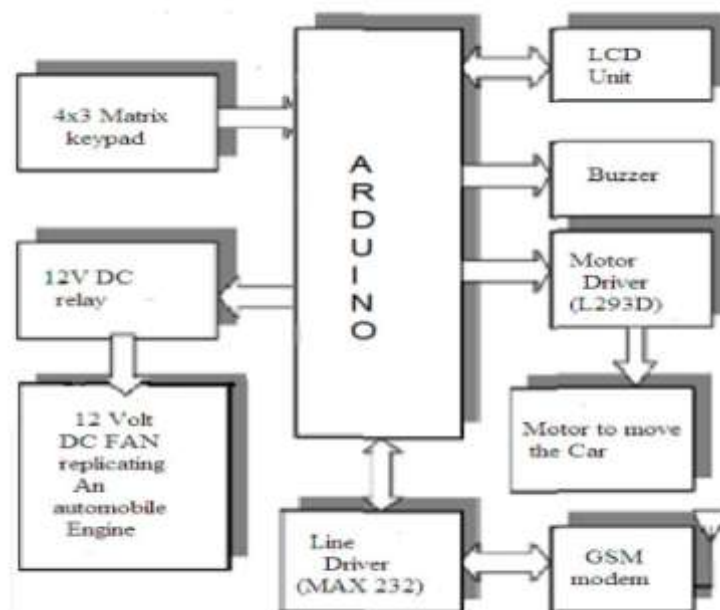 4x3 Matrix
keypad
12V DC
relay
12 Volt
DC FAN
replicating
An
automobile
Engine
ARDUINO
Line
Driver
(MAX 232)
LCD
Unit
Buzzer
Motor
Driver
(L293D)
Motor to move
the Car
GSM
modem